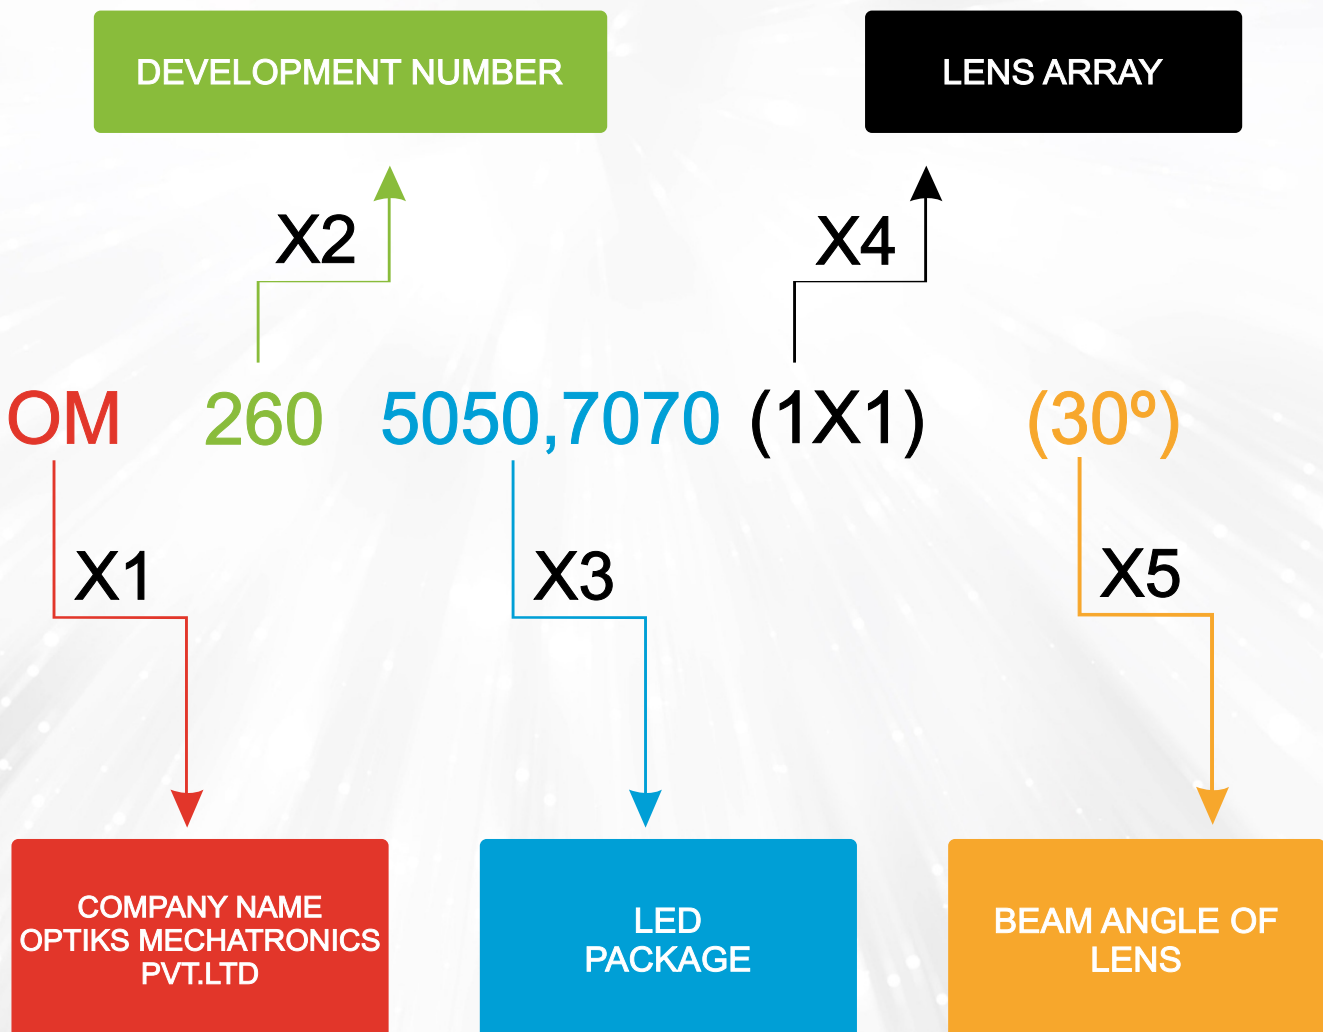 DEVELOPMENT NUMBER
LENS ARRAY
X2
X4
OM 260 5050,7070 (1X1) (30º)
X1
X3
X5
COMPANY NAME
OPTIKS MECHATRONICS
PVT.LTD
LED
PACKAGE
BEAM ANGLE OF
LENS